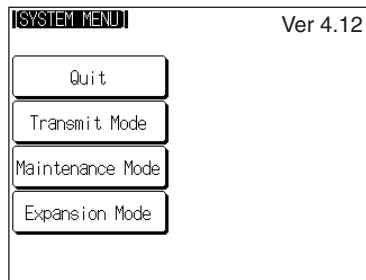 [SYSTEM MENU]
Ver 4.12
Quit
Transmit Mode
Maintenance Mode
Expansion Mode